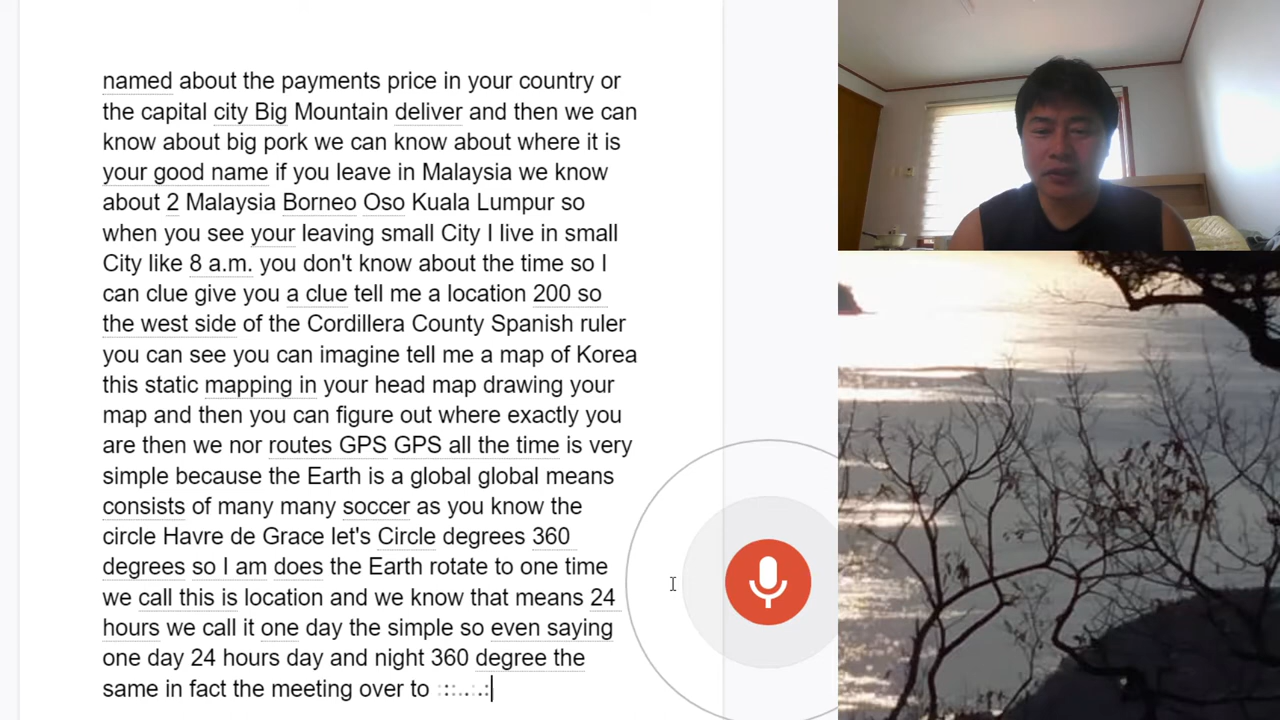 named about the payments price in your country or
the capital city Big Mountain deliver and then we can
know about big pork we can know about where it is
your good name if you leave in Malaysia we know
about 2 Malaysia Borneo Oso Kuala Lumpur so
when you see your leaving small City I live in small
City like 8 a.m. you don't know about the time so I
can clue give you a clue tell me a location 200 so
the west side of the Cordillera County Spanish ruler
you can see you can imagine tell me a map of Korea
this static mapping in your head map drawing your
map and then you can figure out where exactly you
are then we nor routes GPS GPS all the time is very
simple because the Earth is a global global means
consists of many many soccer as you know the
circle Havre de Grace let's Circle degrees 360
degrees so I am does the Earth rotate to one time
we call this is location and we know that means 24
hours we call it one day the simple so even saying
one day 24 hours day and night 360 degree the
same in fact the meeting over to